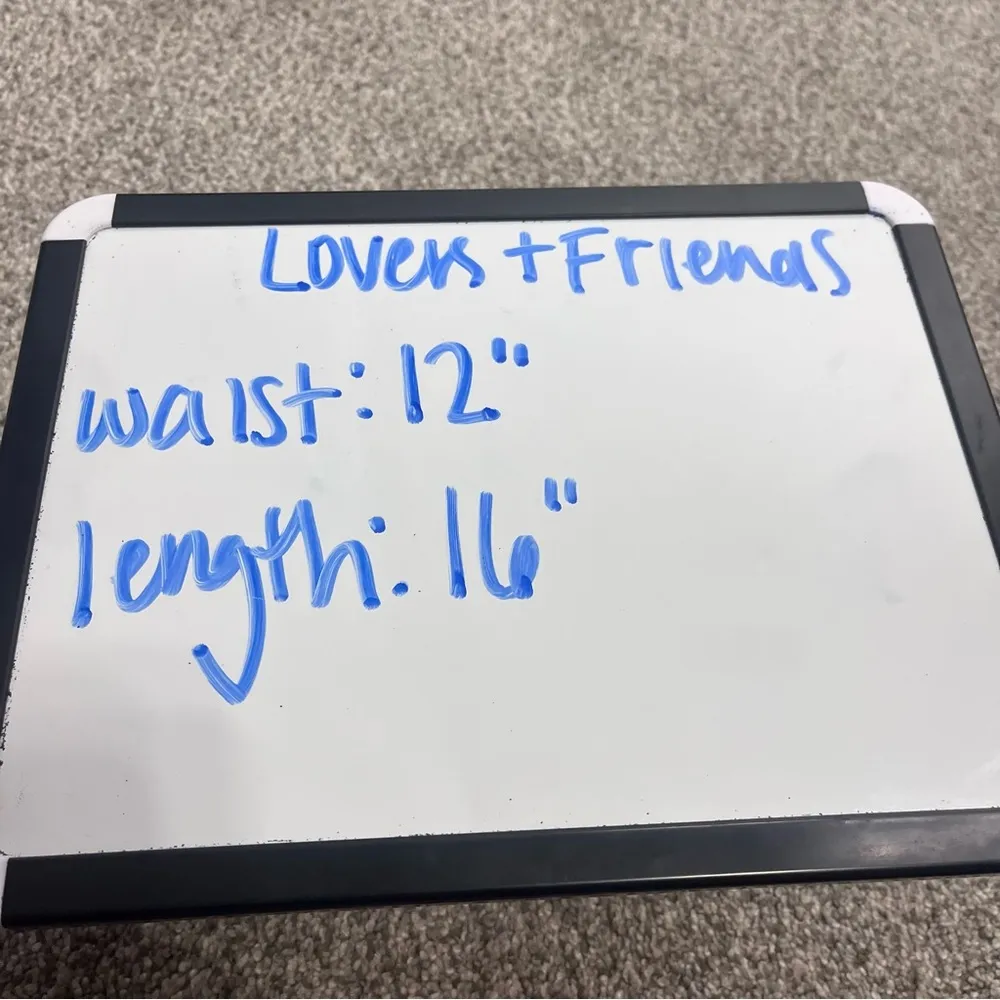 Lovers + Friends
waist: 12"
length: 16"